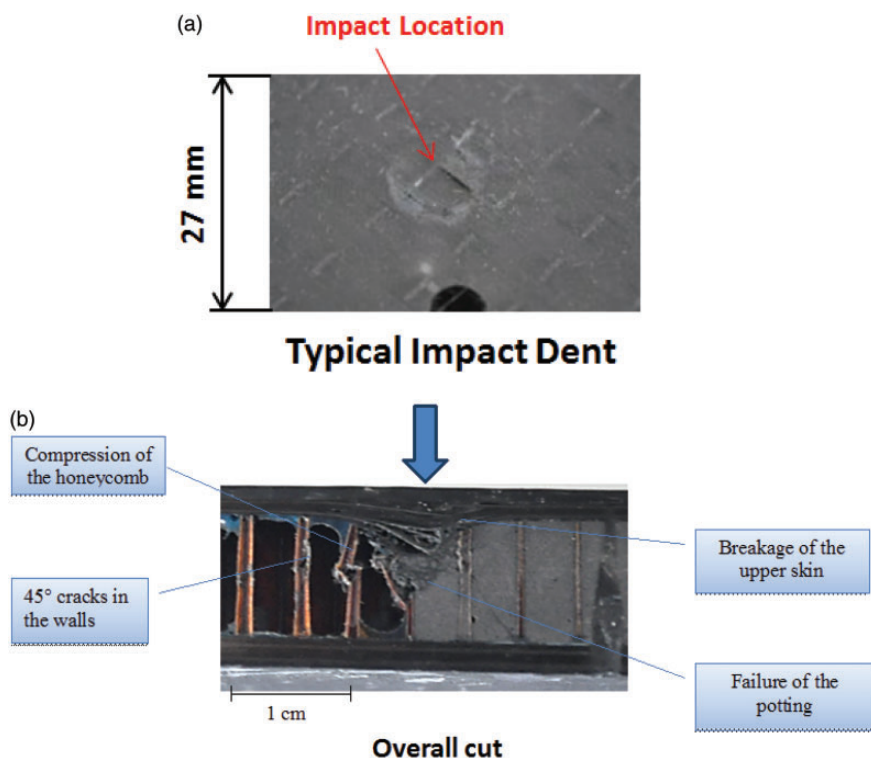 (a)
Impact Location
27 mm
Typical Impact Dent
(b)
Compression of
the honeycomb
45° cracks in
the walls
Breakage of the
upper skin
Failure of the
potting
1 cm
Overall cut